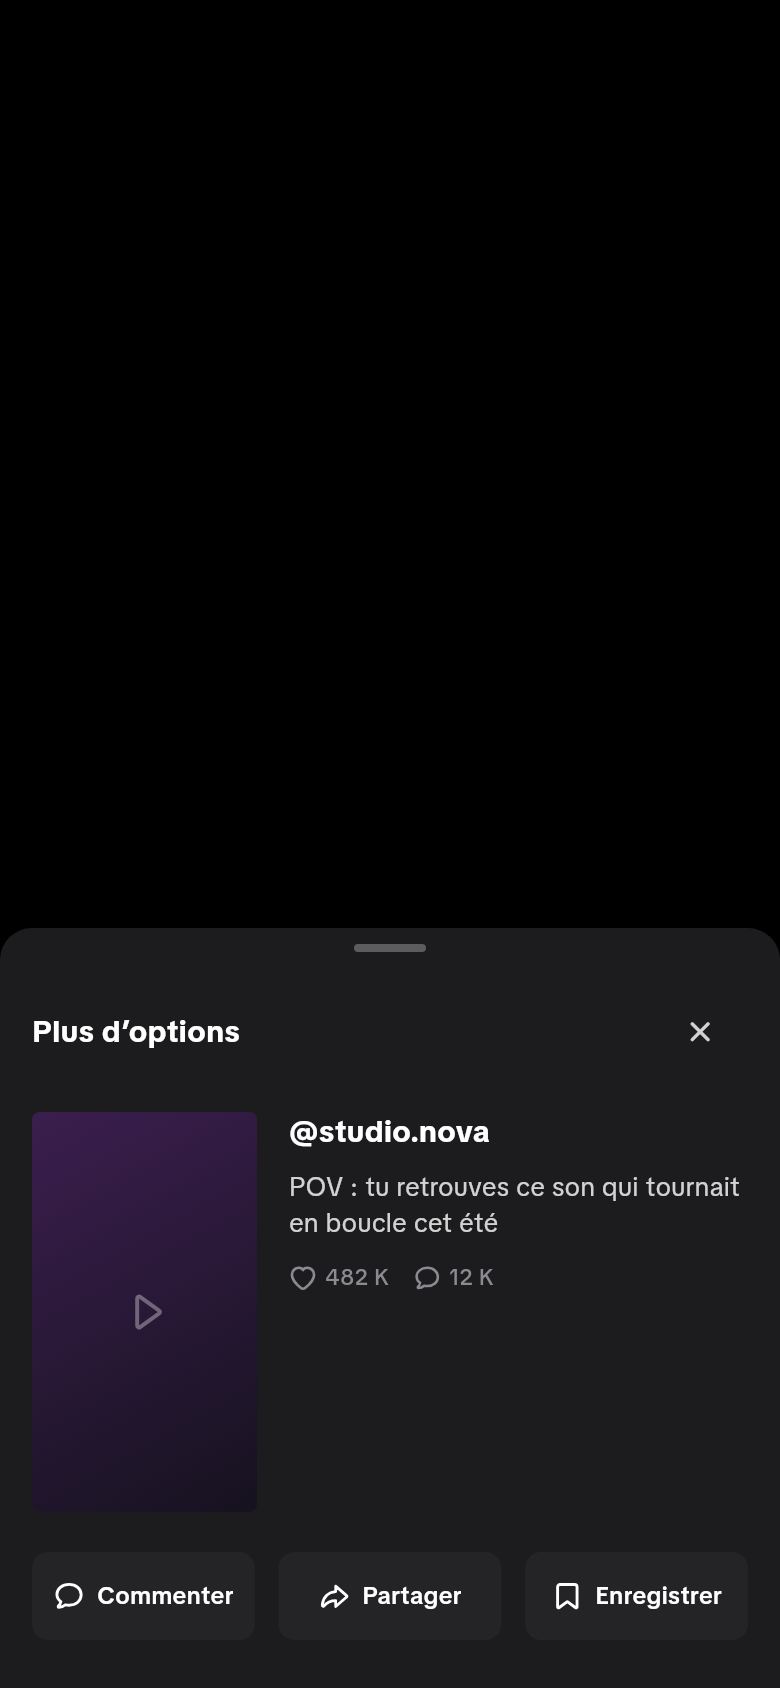 Plus d’options
@studio.nova
POV : tu retrouves ce son qui tournait
en boucle cet été
482 K 12 K
Commenter Partager Enregistrer